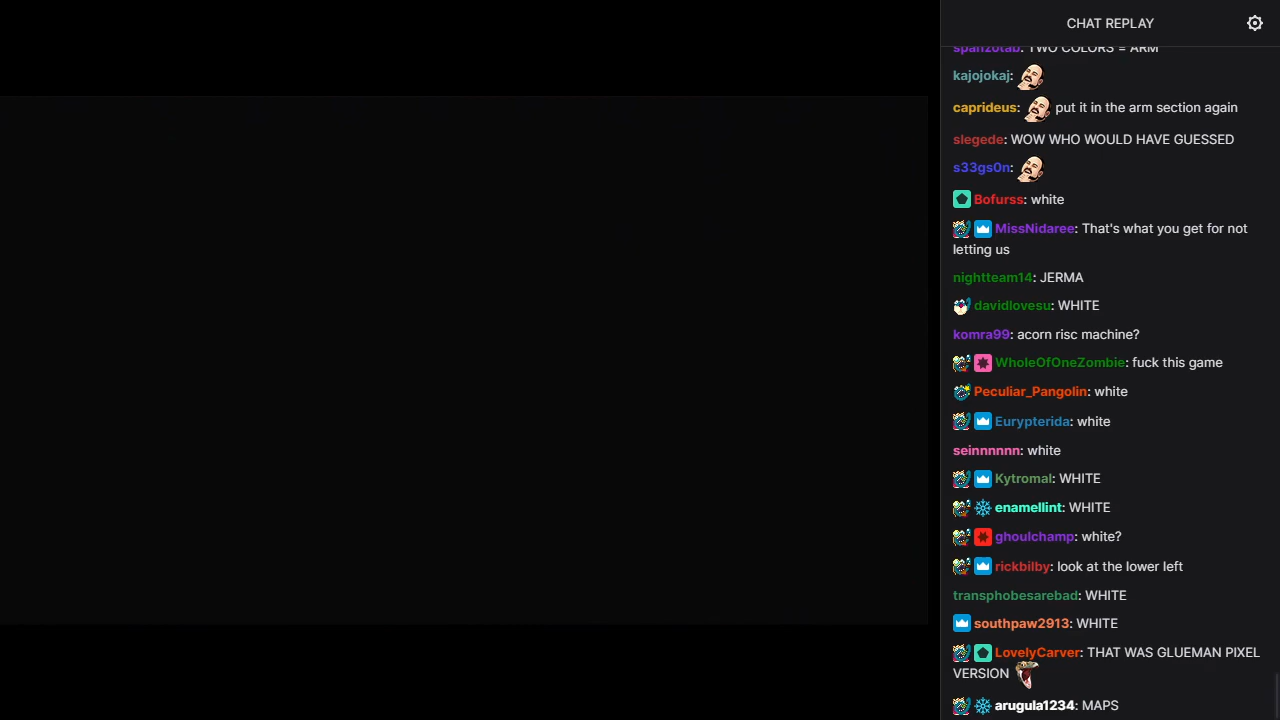 CHAT REPLAY
spanzotab: TWO COLORS = ARM
kajojokaj:
caprideus: put it in the arm section again
slegede: WOW WHO WOULD HAVE GUESSED
s33gs0n:
Bofurss: white
MissNidaree: That's what you get for not
letting us
nightteam14: JERMA
davidlovesu: WHITE
komra99: acorn risc machine?
WholeOfOneZombie: fuck this game
Peculiar_Pangolin: white
Eurypterida: white
seinnnnnn: white
Kytromal: WHITE
enamellint: WHITE
ghoulchamp: white?
rickbilby: look at the lower left
transphobesarebad: WHITE
southpaw2913: WHITE
LovelyCarver: THAT WAS GLUEMAN PIXEL
VERSION
arugula1234: MAPS